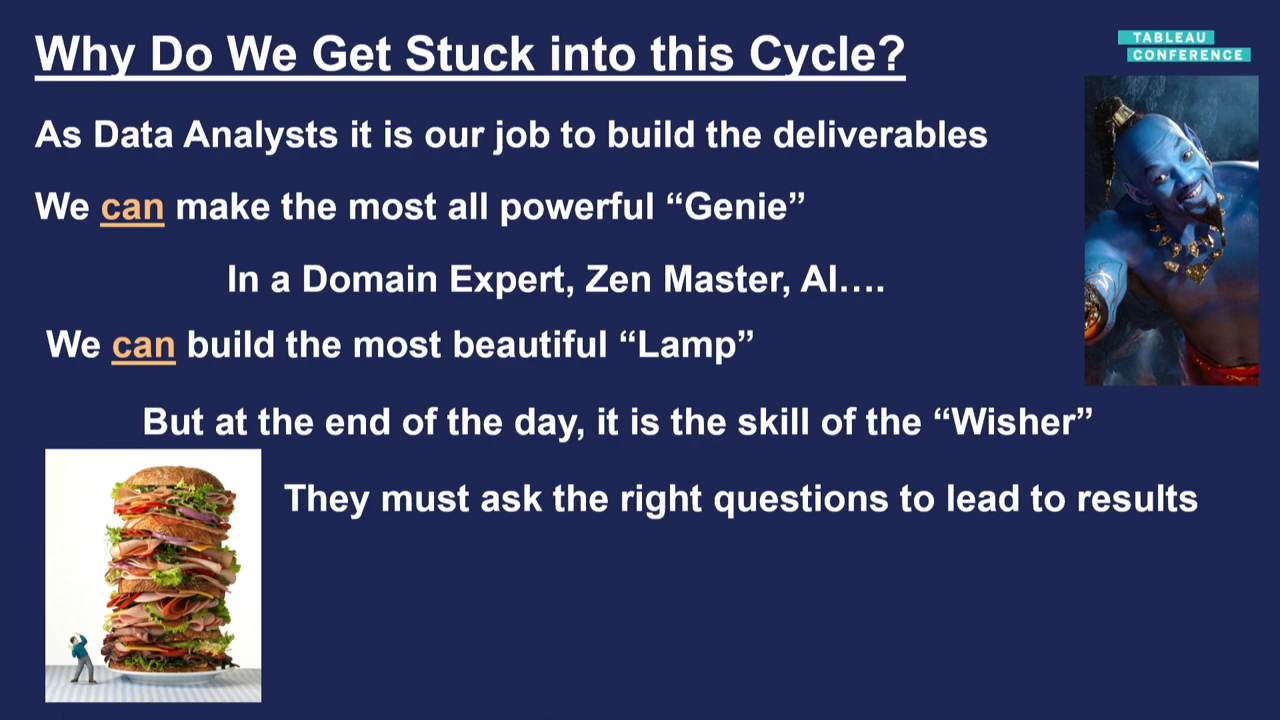 Why Do We Get Stuck into this Cycle?
TABLEAU
CONFERENCE
As Data Analysts it is our job to build the deliverables
We can make the most all powerful “Genie”
In a Domain Expert, Zen Master, AI….
We can build the most beautiful “Lamp”
But at the end of the day, it is the skill of the “Wisher”
They must ask the right questions to lead to results